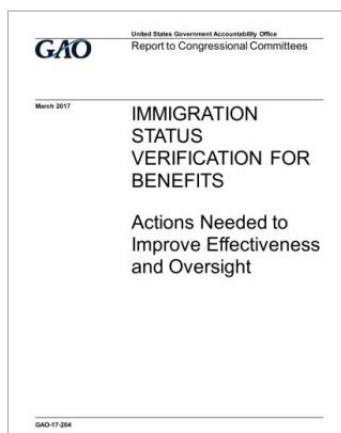 United States Government Accountability Office
GAO
Report to Congressional Committees
March 2017
IMMIGRATION
STATUS
VERIFICATION FOR
BENEFITS
Actions Needed to
Improve Effectiveness
and Oversight
GAO-17-204